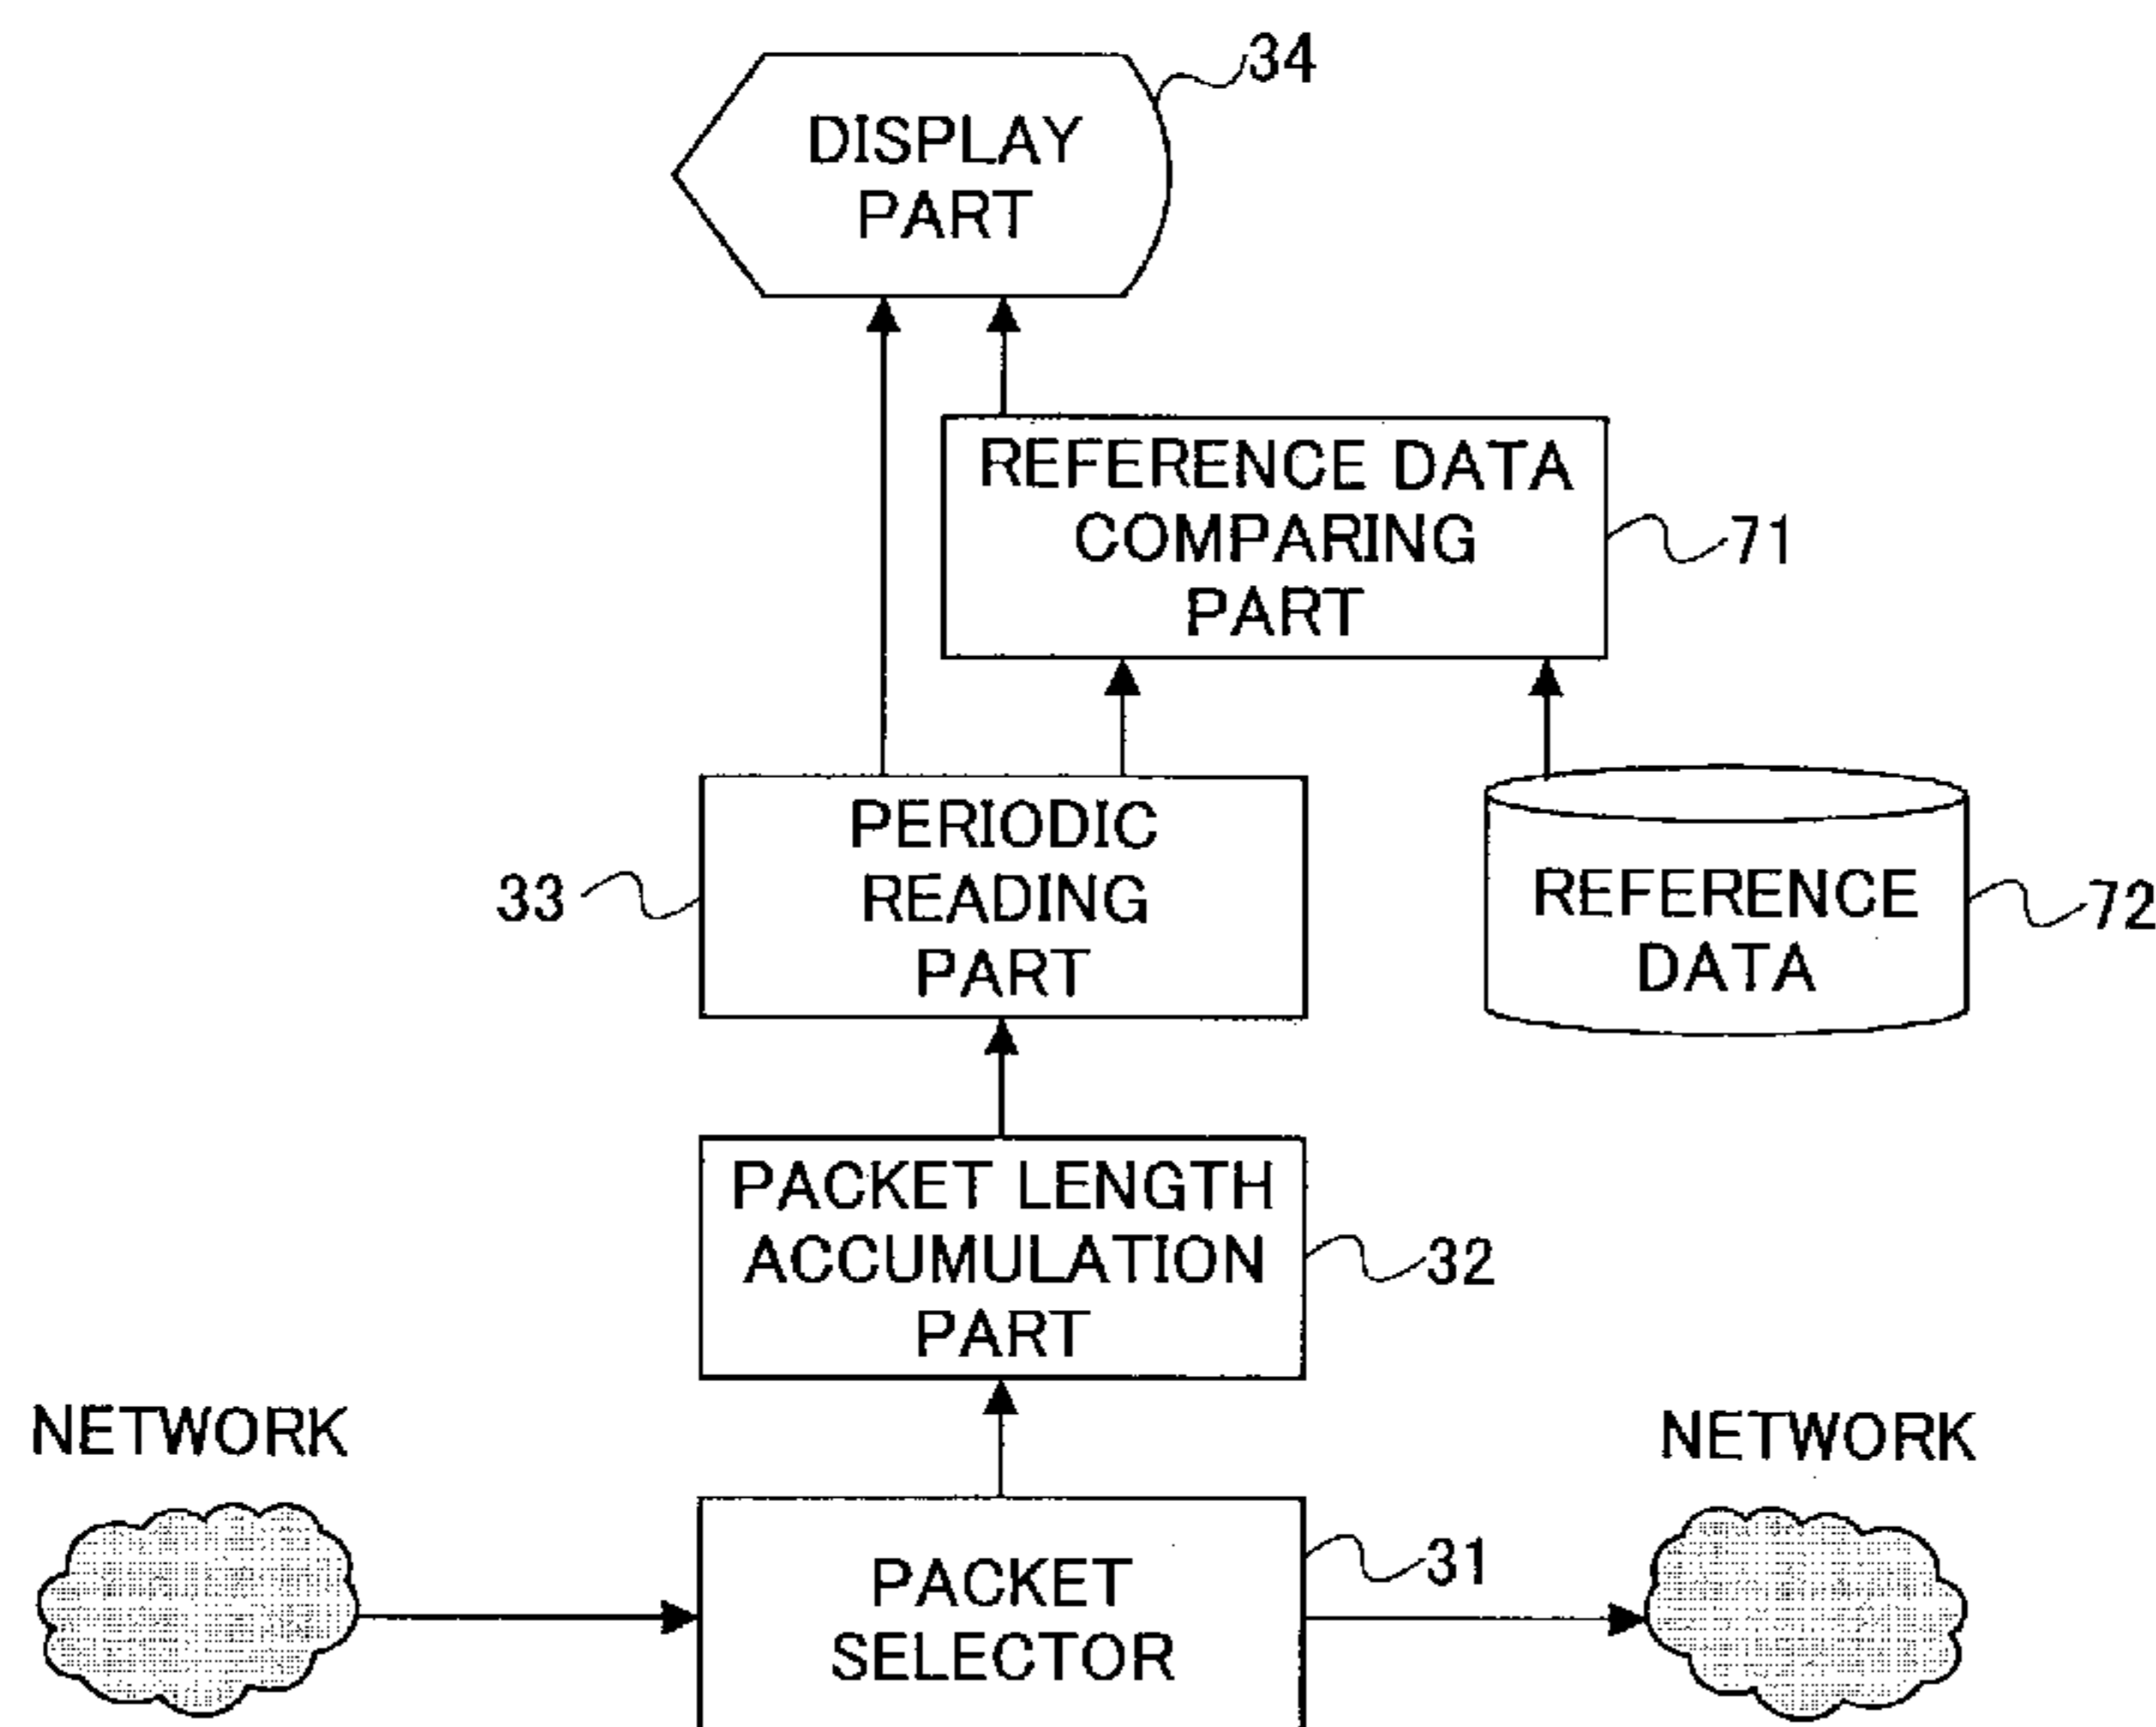 34
DISPLAY
PART
REFERENCE DATA
COMPARING
PART
71
PERIODIC
READING
PART
33
REFERENCE
DATA
72
PACKET LENGTH
ACCUMULATION
PART
32
NETWORK
NETWORK
PACKET
SELECTOR
31